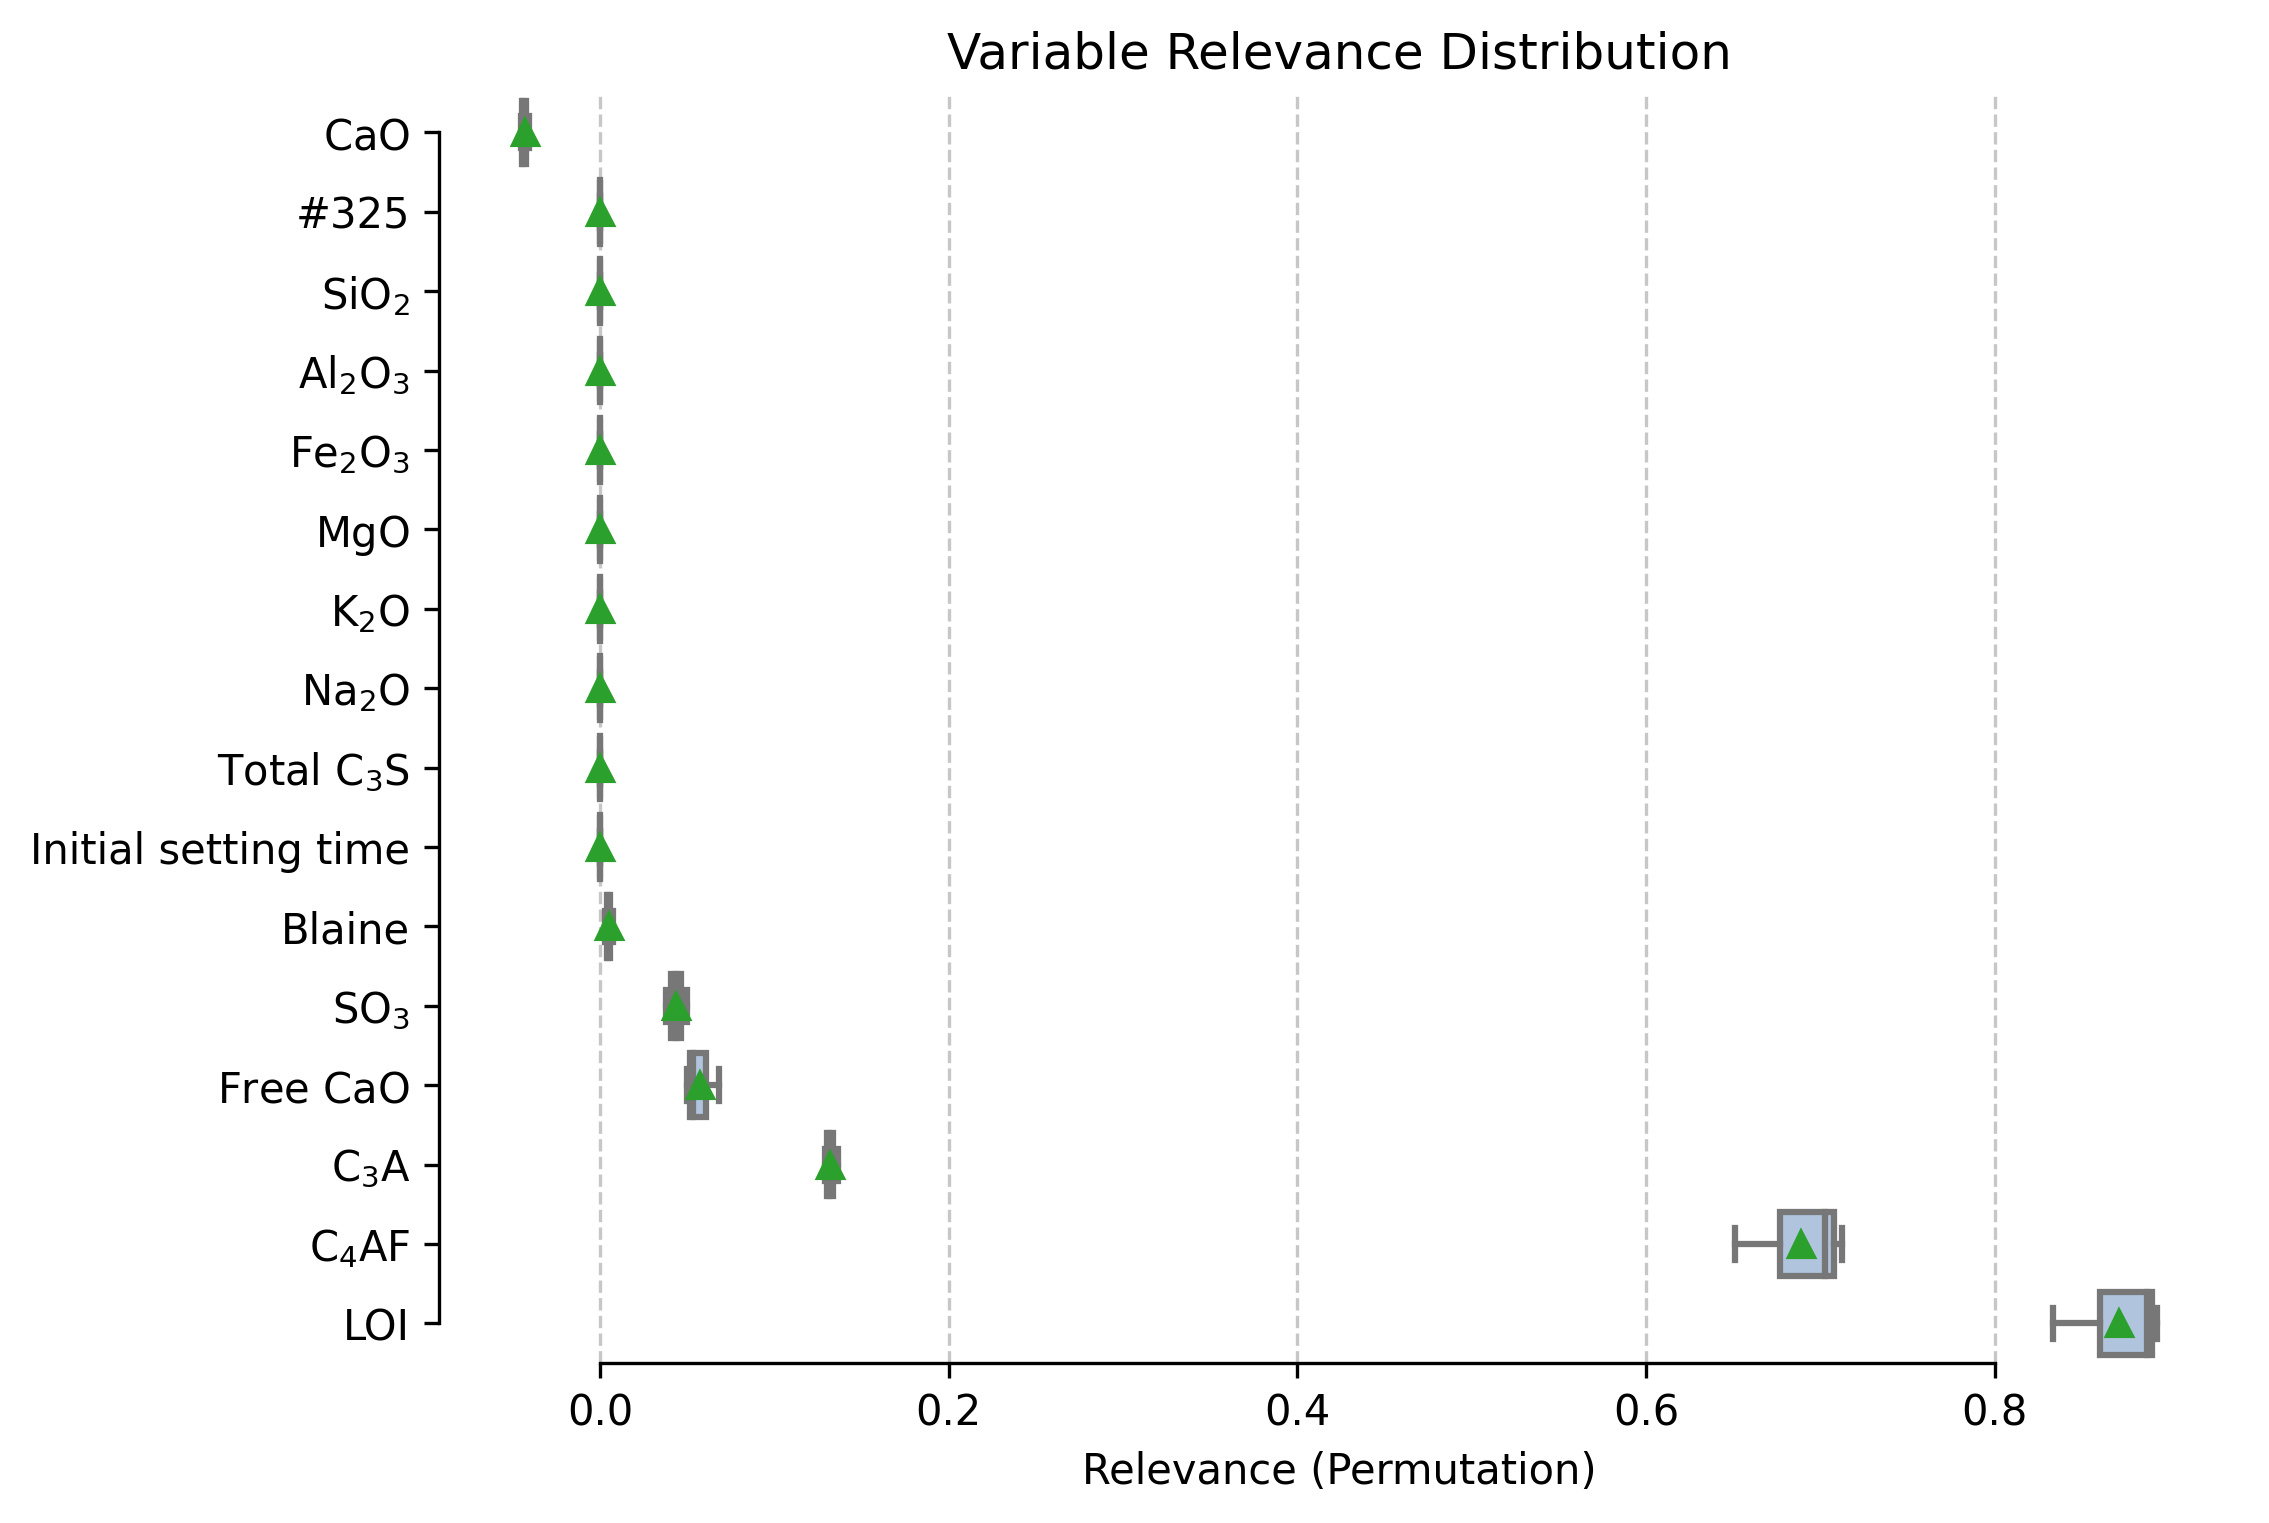 Variable Relevance Distribution
CaO
#325
SiO₂
Al₂O₃
Fe₂O₃
MgO
K₂O
Na₂O
Total C₃S
Initial setting time
Blaine
SO₃
Free CaO
C₃A
C₄AF
LOI
0.0 0.2 0.4 0.6 0.8
Relevance (Permutation)